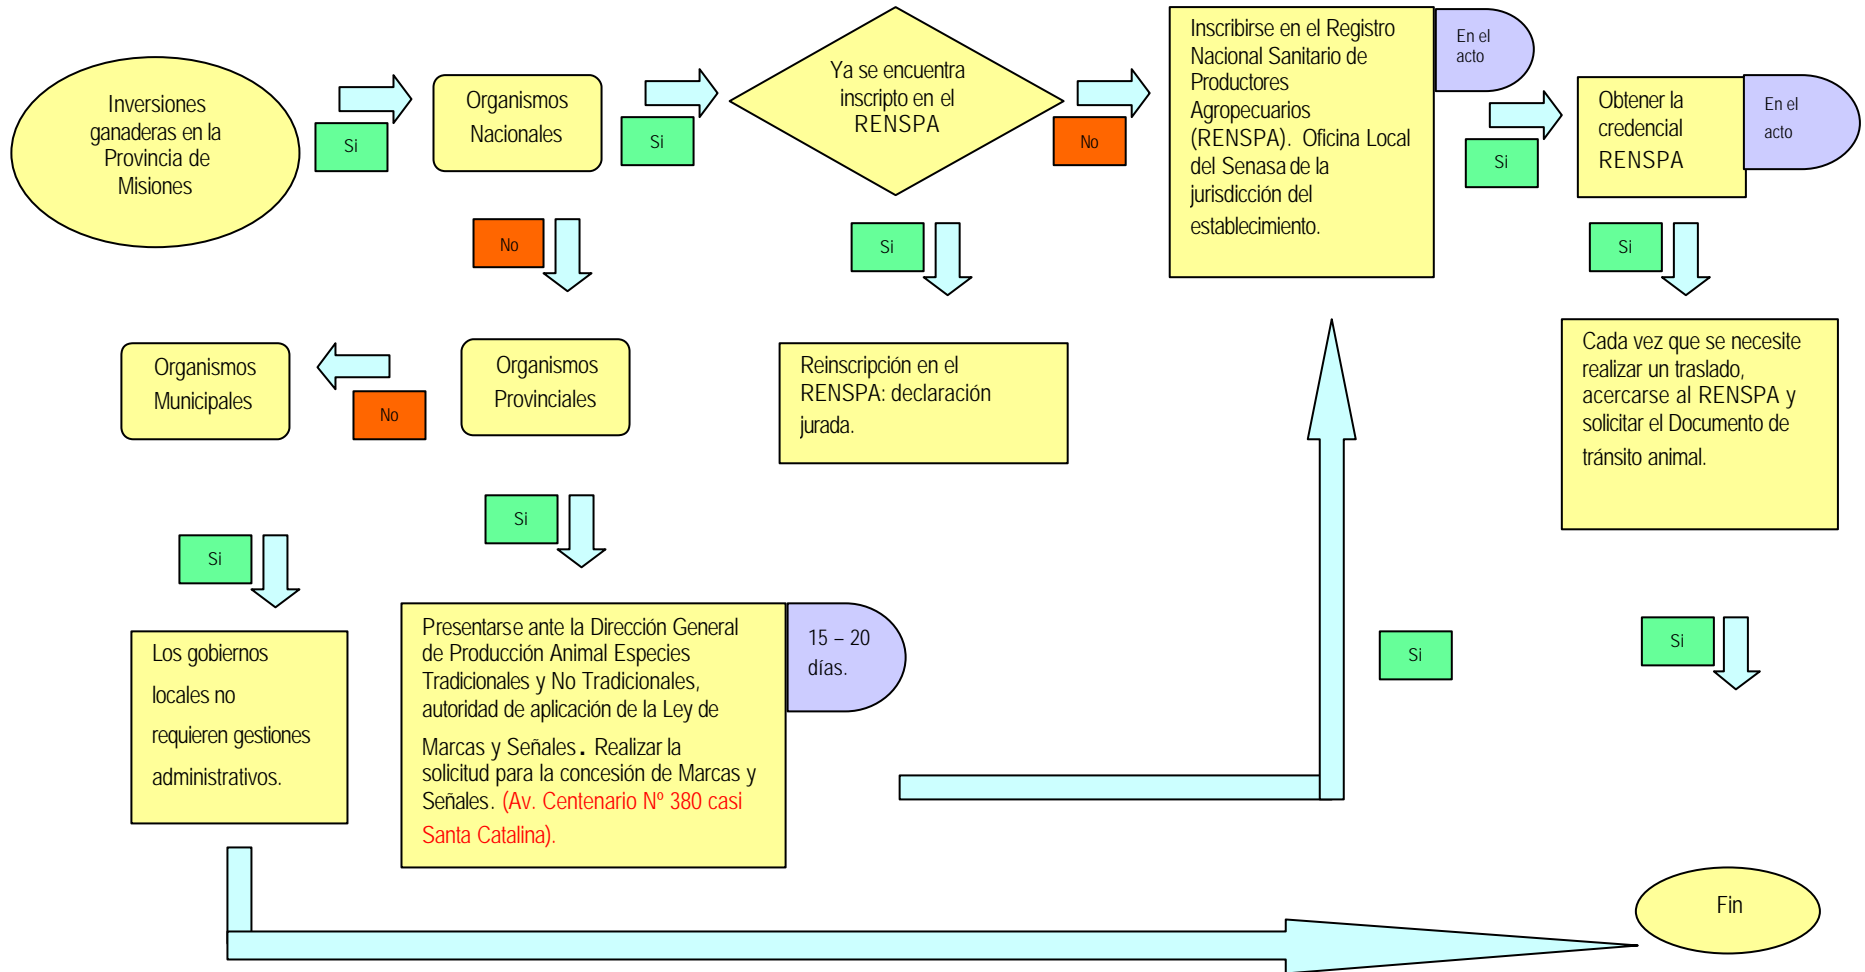 Inversiones
ganaderas en la
Provincia de
Misiones
Si
Organismos
Nacionales
Si
Ya se encuentra
inscripto en el
RENSPA
No
Inscribirse en el Registro
Nacional Sanitario de
Productores
Agropecuarios
(RENSPA). Oficina Local
del Senasa de la
jurisdicción del
establecimiento.
En el
acto
Si
Obtener la
credencial
RENSPA
En el
acto
No
Si
Si
Organismos
Municipales
No
Organismos
Provinciales
Reinscripción en el
RENSPA: declaración
jurada.
Cada vez que se necesite
realizar un traslado,
acercarse al RENSPA y
solicitar el Documento de
tránsito animal.
Si
Si
Los gobiernos
locales no
requieren gestiones
administrativos.
Presentarse ante la Dirección General
de Producción Animal Especies
Tradicionales y No Tradicionales,
autoridad de aplicación de la Ley de
Marcas y Señales. Realizar la
solicitud para la concesión de Marcas y
Señales. (Av. Centenario Nº 380 casi
Santa Catalina).
15 – 20
días.
Si
Si
Fin